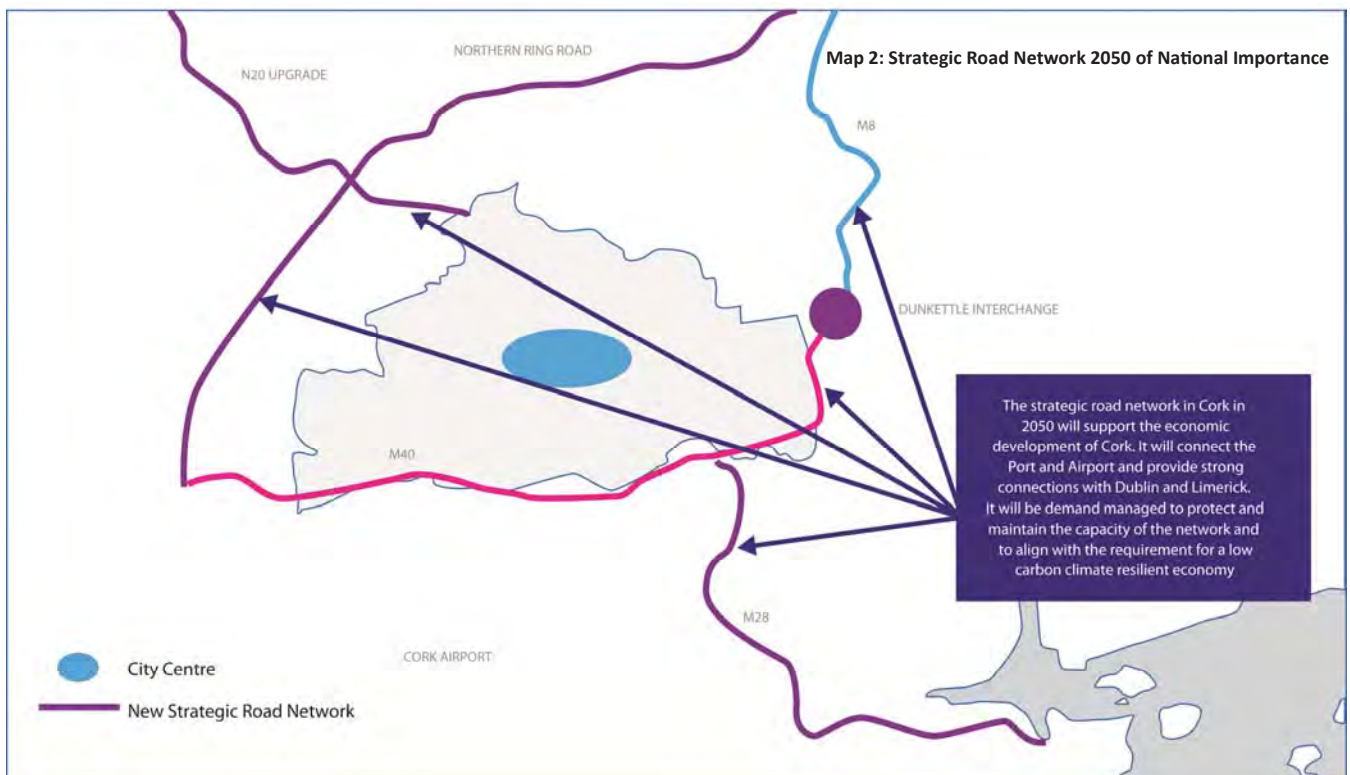 Map 2: Strategic Road Network 2050 of National Importance
NORTHERN RING ROAD
N20 UPGRADE
M8
DUNKETTLE INTERCHANGE
The strategic road network in Cork in
2050 will support the economic
development of Cork. It will connect the
Port and Airport and provide strong
connections with Dublin and Limerick.
It will be demand managed to protect and
maintain the capacity of the network and
to align with the requirement for a low
carbon climate resilient economy
M40
M28
CORK AIRPORT
City Centre
New Strategic Road Network